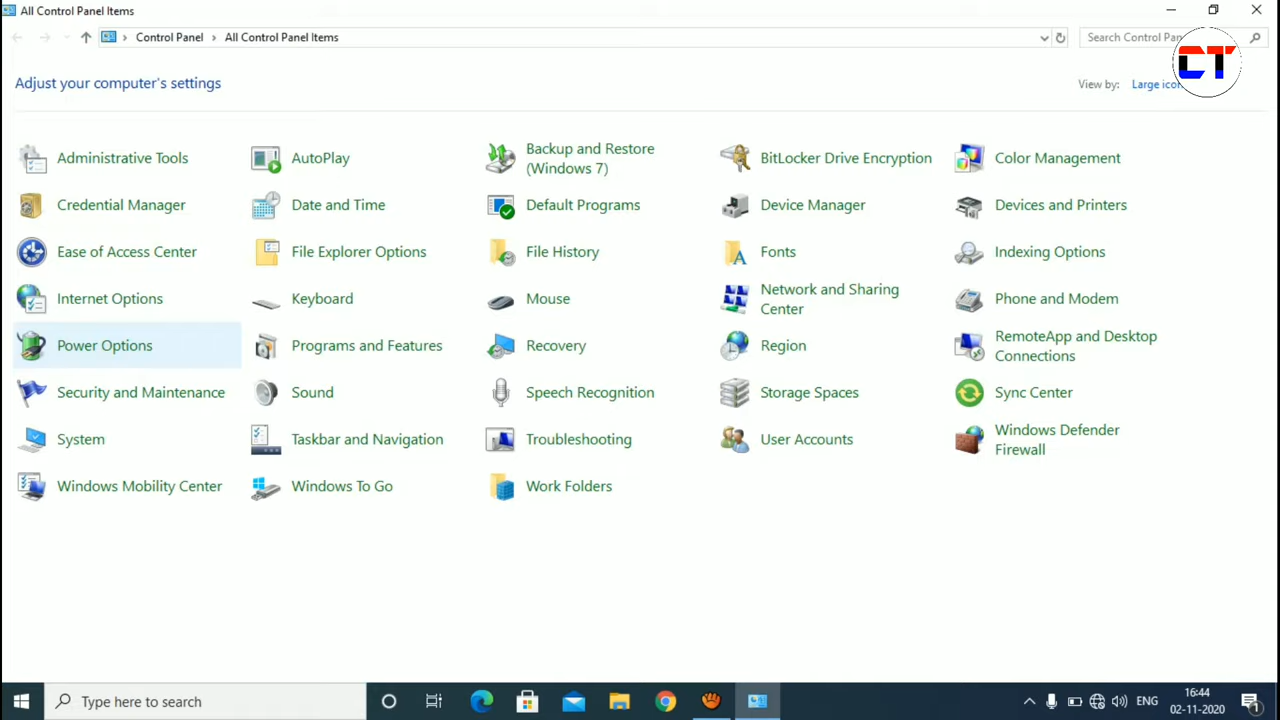 All Control Panel Items
Control Panel
All Control Panel Items
Search Control Pan
CT
Adjust your computer's settings
View by:
Large icon
Administrative Tools
AutoPlay
Backup and Restore
(Windows 7)
BitLocker Drive Encryption
Color Management
Credential Manager
Date and Time
Default Programs
Device Manager
Devices and Printers
Ease of Access Center
File Explorer Options
File History
Fonts
Indexing Options
Internet Options
Keyboard
Mouse
Network and Sharing
Center
Phone and Modem
Power Options
Programs and Features
Recovery
Region
RemoteApp and Desktop
Connections
Security and Maintenance
Sound
Speech Recognition
Storage Spaces
Sync Center
System
Taskbar and Navigation
Troubleshooting
User Accounts
Windows Defender
Firewall
Windows Mobility Center
Windows To Go
Work Folders
Type here to search
ENG
16:44
02-11-2020
1